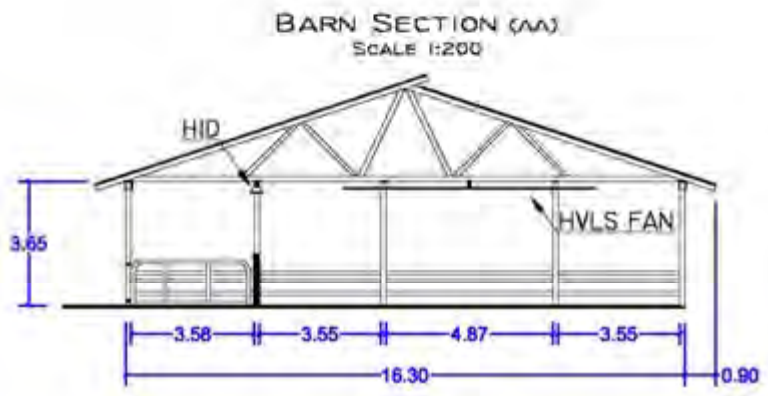 BARN SECTION (AA)
SCALE 1:200
HID
HVLS FAN
3.65
3.58
3.55
4.87
3.55
16.30
0.90